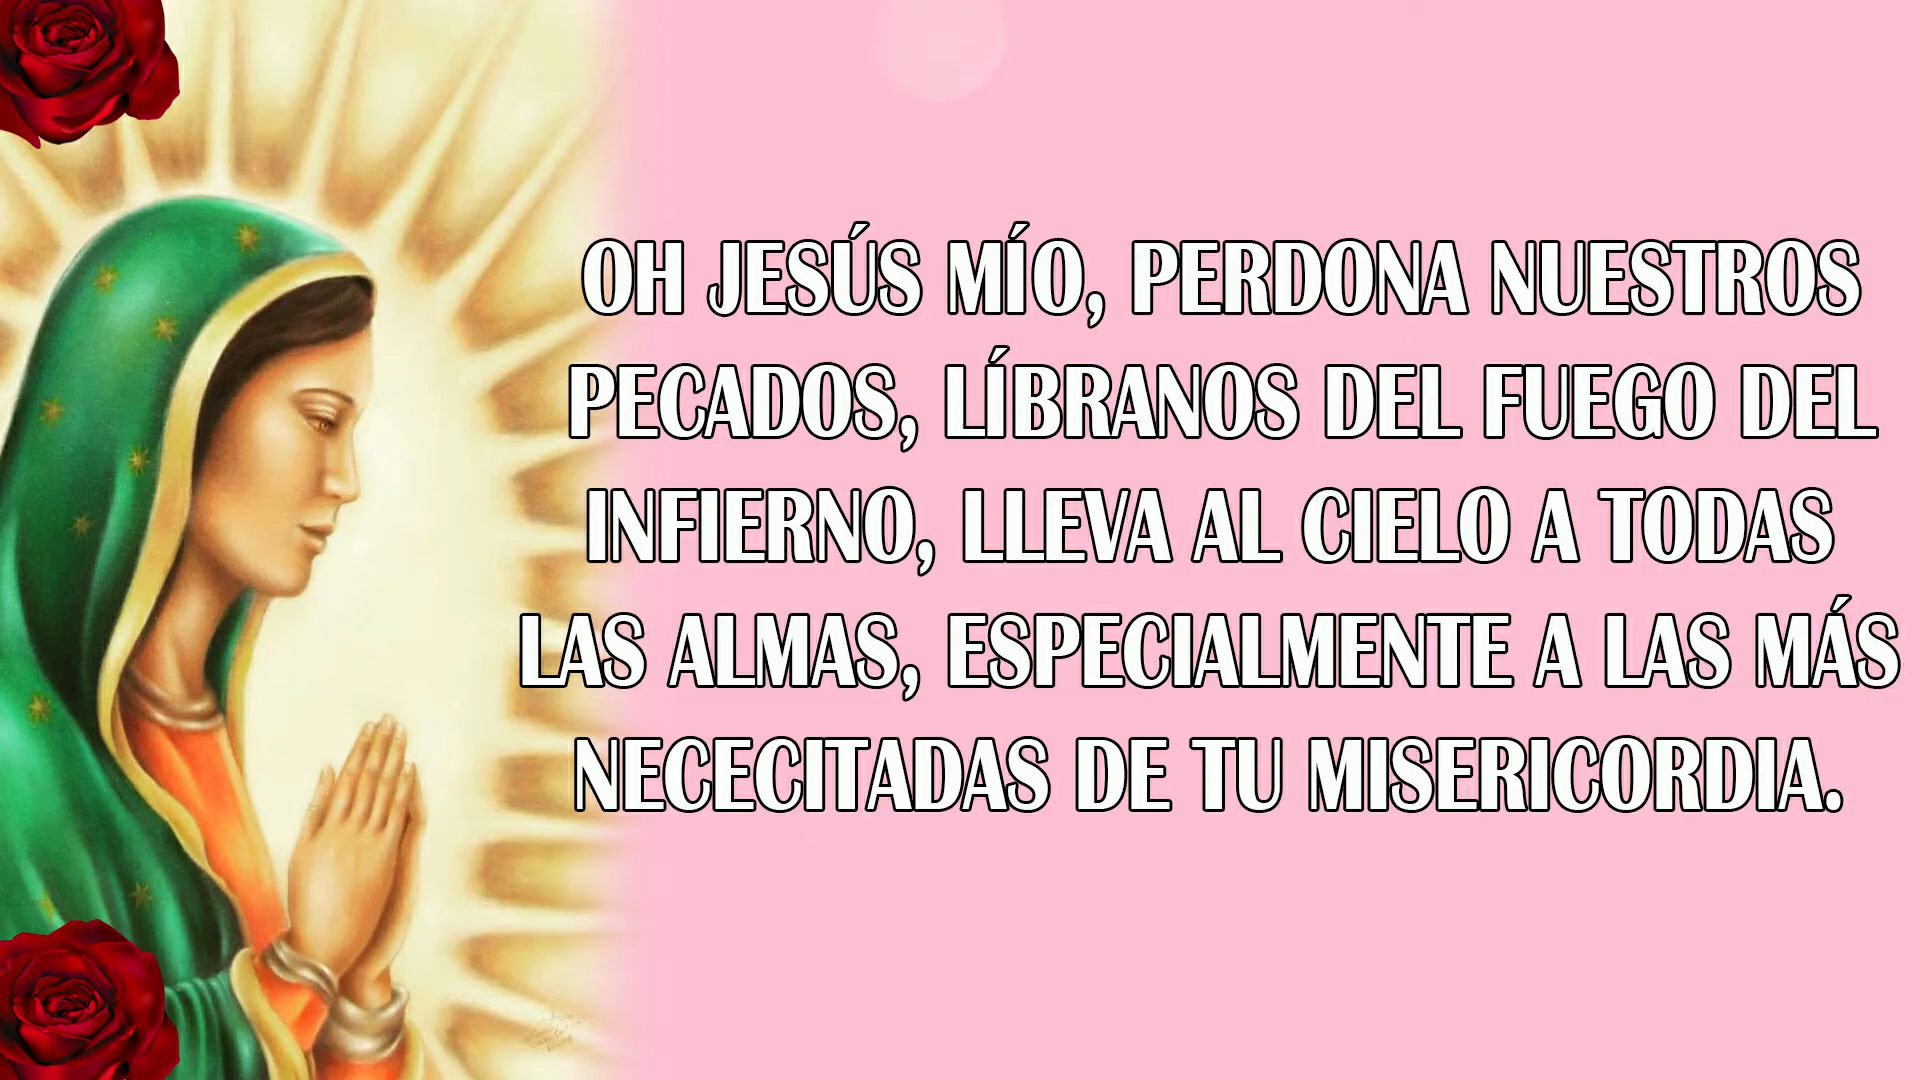 OH JESÚS MÍO, PERDONA NUESTROS
PECADOS, LÍBRANOS DEL FUEGO DEL
INFIERNO, LLEVA AL CIELO A TODAS
LAS ALMAS, ESPECIALMENTE A LAS MÁS
NECECITADAS DE TU MISERICORDIA.